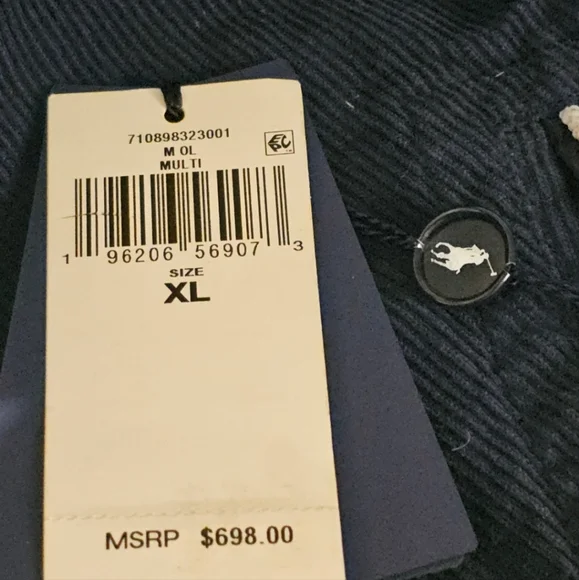 710898323001
M OL
MULTI
1 96206 56907 3
SIZE
XL
MSRP $698.00